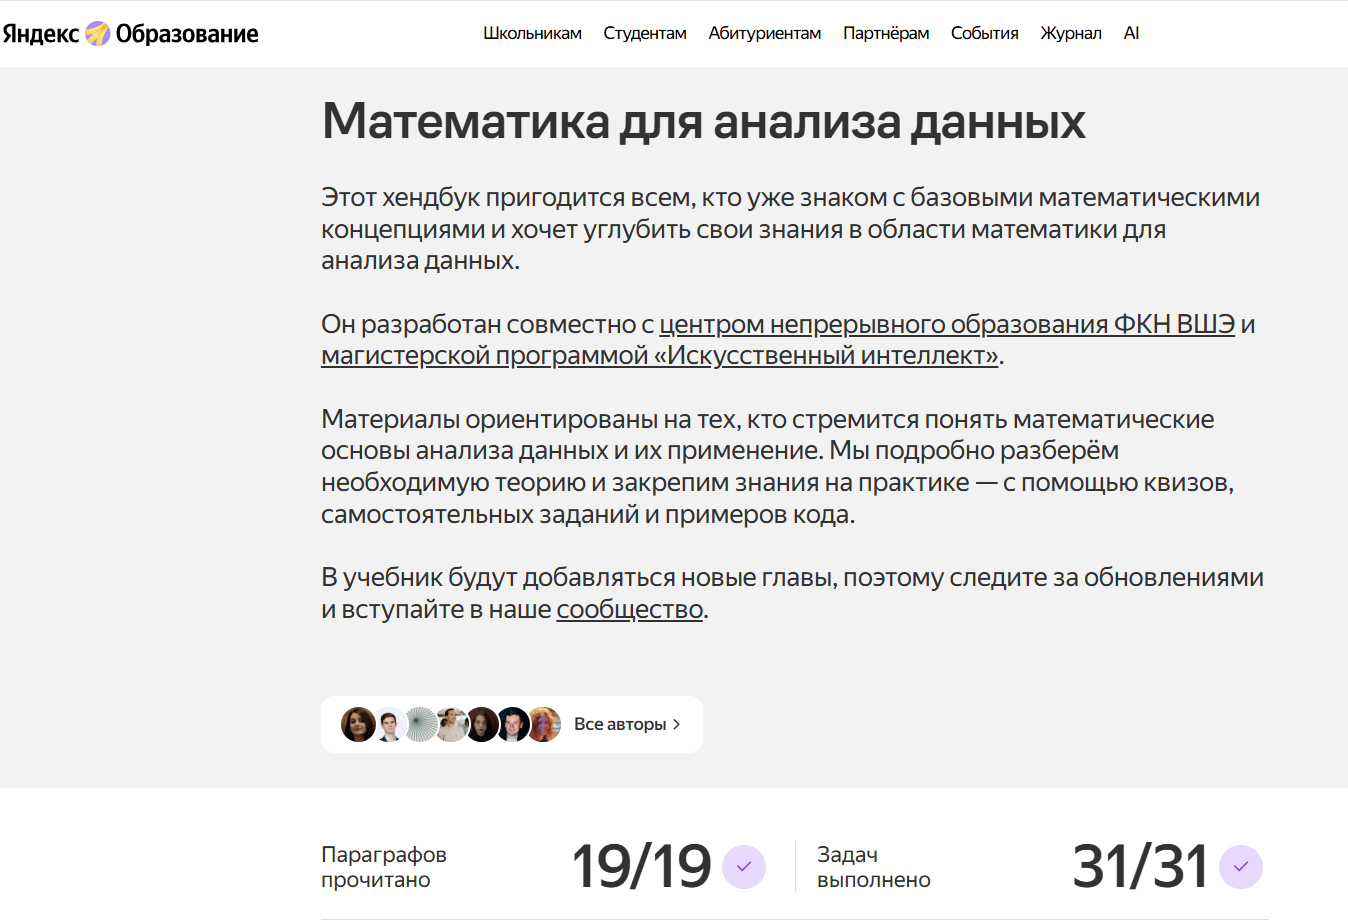 Яндекс Образование
Школьникам Студентам Абитуриентам Партнёрам События Журнал AI
Математика для анализа данных
Этот хендбук пригодится всем, кто уже знаком с базовыми математическими
концепциями и хочет углубить свои знания в области математики для
анализа данных.
Он разработан совместно с центром непрерывного образования ФКН ВШЭ и
магистерской программой «Искусственный интеллект».
Материалы ориентированы на тех, кто стремится понять математические
основы анализа данных и их применение. Мы подробно разберём
необходимую теорию и закрепим знания на практике — с помощью квизов,
самостоятельных заданий и примеров кода.
В учебник будут добавляться новые главы, поэтому следите за обновлениями
и вступайте в наше сообщество.
Все авторы
Параграфов
прочитано
19/19
Задач
выполнено
31/31